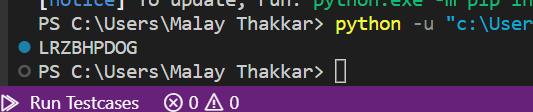 [notice] To update, run: python.exe -m pip in
PS C:\Users\Malay Thakkar> python -u "c:\User
LRZBHPDOG
PS C:\Users\Malay Thakkar>
Run Testcases 0 0